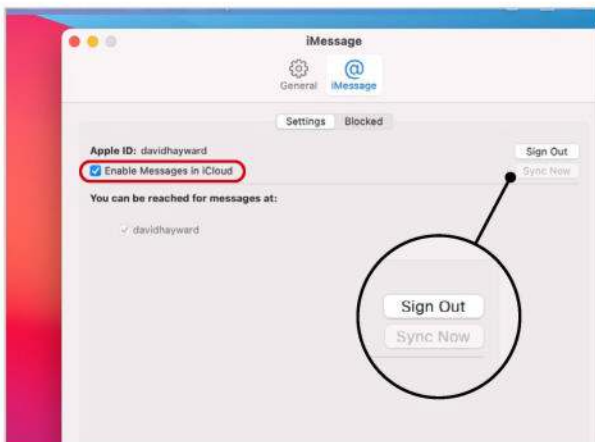 iMessage
General iMessage
Settings Blocked
Apple ID: davidhayward Sign Out
Enable Messages in iCloud Sync Now
You can be reached for messages at:
davidhayward
Sign Out
Sync Now